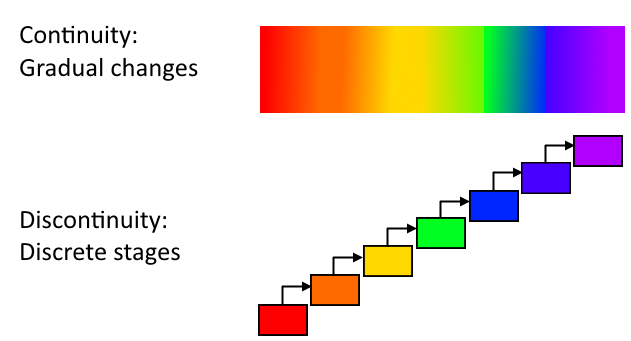 Continuity:
Gradual changes
Discontinuity:
Discrete stages